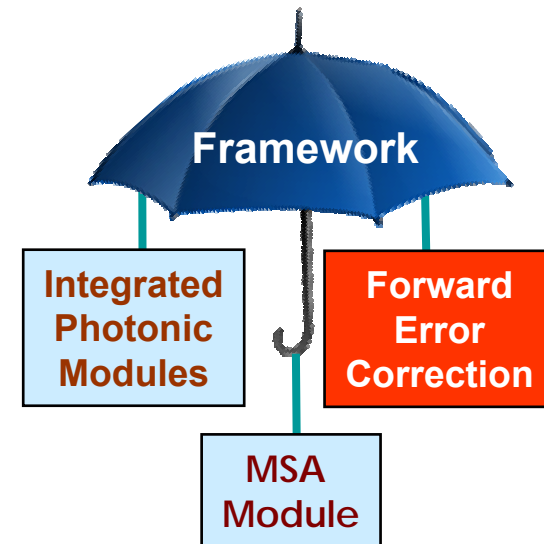 Framework
Integrated
Photonic
Modules
Forward
Error
Correction
MSA
Module